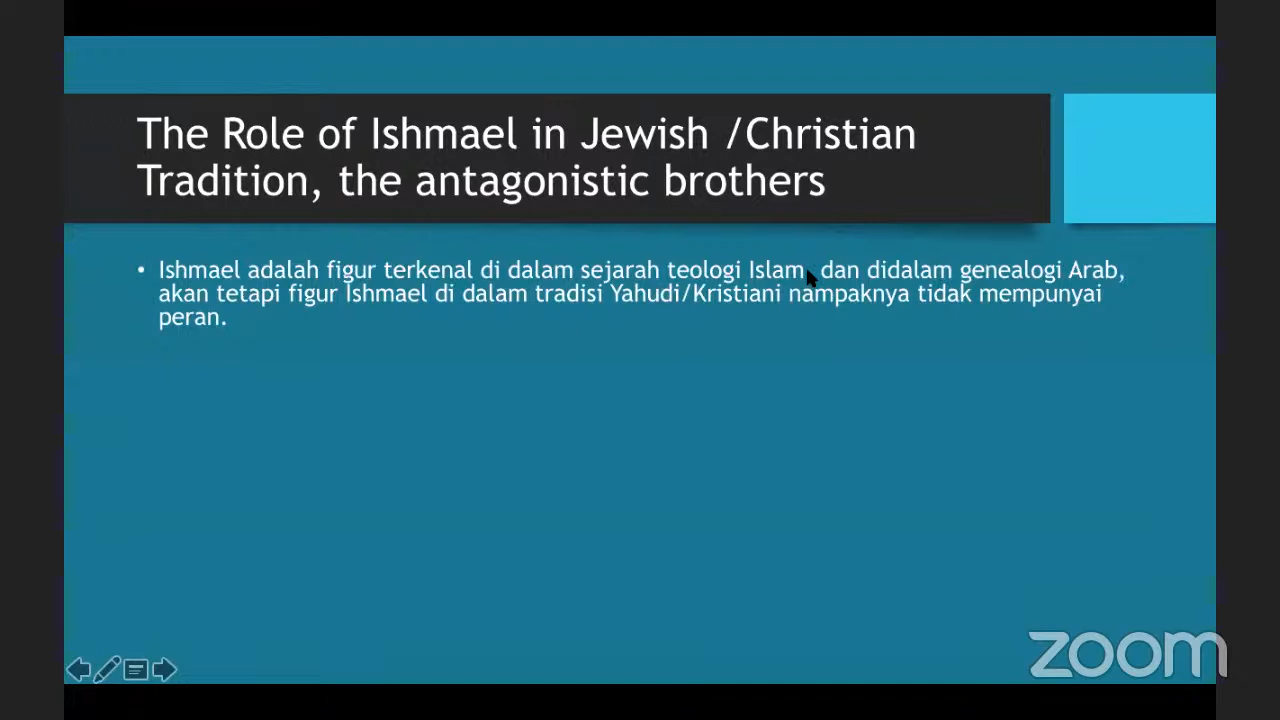 The Role of Ishmael in Jewish /Christian
Tradition, the antagonistic brothers
• Ishmael adalah figur terkenal di dalam sejarah teologi Islam, dan didalam genealogi Arab,
akan tetapi figur Ishmael di dalam tradisi Yahudi/Kristiani nampaknya tidak mempunyai
peran.
zoom